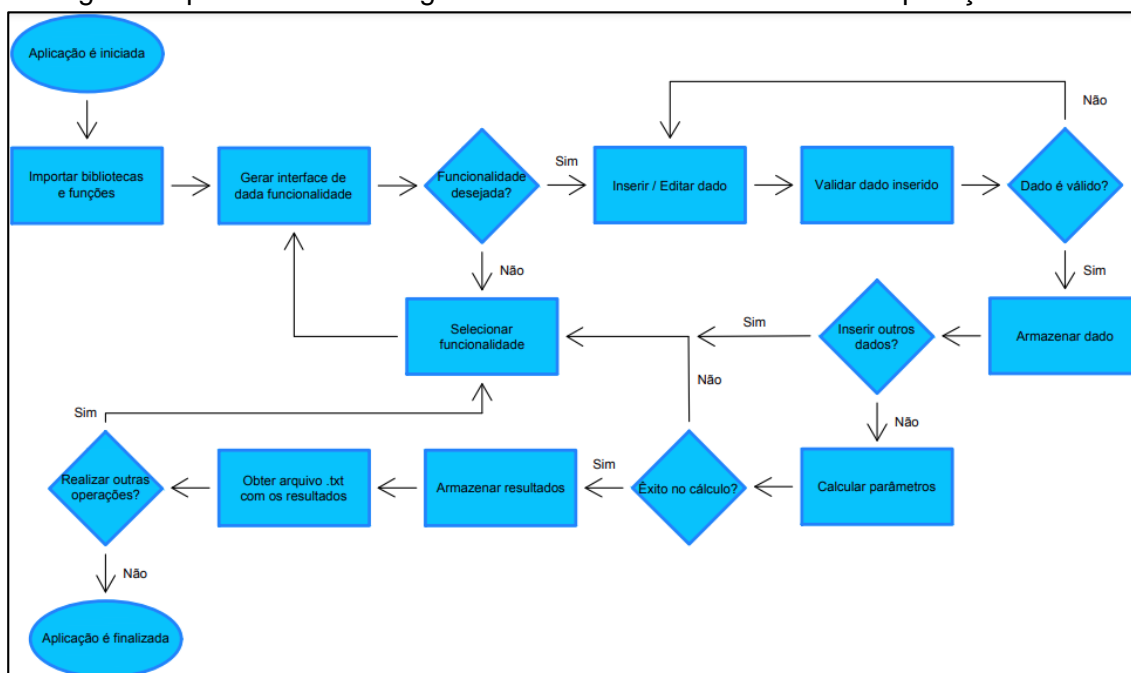 Aplicação é iniciada
Não
Importar bibliotecas
e funções
Gerar interface de
dada funcionalidade
Funcionalidade
desejada?
Sim
Inserir / Editar dado
Validar dado inserido
Dado é válido?
Não
Sim
Selecionar
funcionalidade
Sim
Inserir outros
dados?
Armazenar dado
Não
Sim
Não
Realizar outras
operações?
Obter arquivo .txt
com os resultados
Armazenar resultados
Sim
Êxito no cálculo?
Calcular parâmetros
Não
Aplicação é finalizada